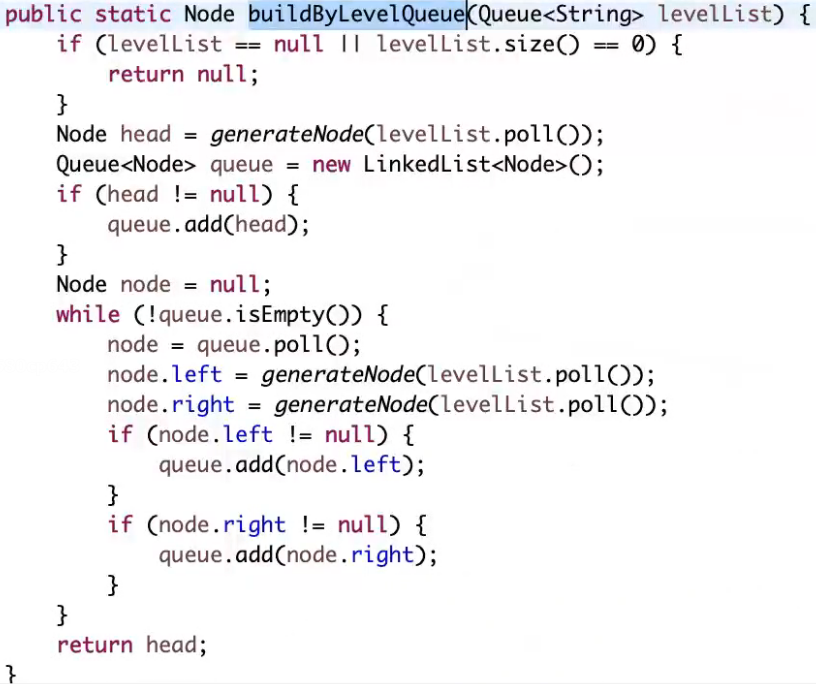 public static Node buildByLevelQueue(Queue<String> levelList) {
    if (levelList == null || levelList.size() == 0) {
        return null;
    }
    Node head = generateNode(levelList.poll());
    Queue<Node> queue = new LinkedList<Node>();
    if (head != null) {
        queue.add(head);
    }
    Node node = null;
    while (!queue.isEmpty()) {
        node = queue.poll();
        node.left = generateNode(levelList.poll());
        node.right = generateNode(levelList.poll());
        if (node.left != null) {
            queue.add(node.left);
        }
        if (node.right != null) {
            queue.add(node.right);
        }
    }
    return head;
}